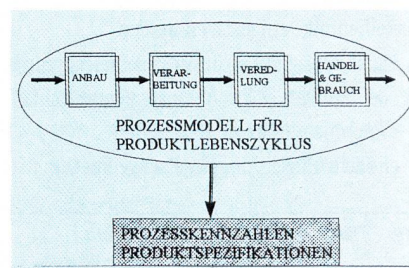 ANBAU
VERAR-
BEITUNG
VERED-
LUNG
HANDEL
& GE-
BRAUCH
PROZESSMODELL FÜR
PRODUKTLEBENSZYKLUS
PROZESSKENNZAHLEN
PRODUKTSPEZIFIKATIONEN